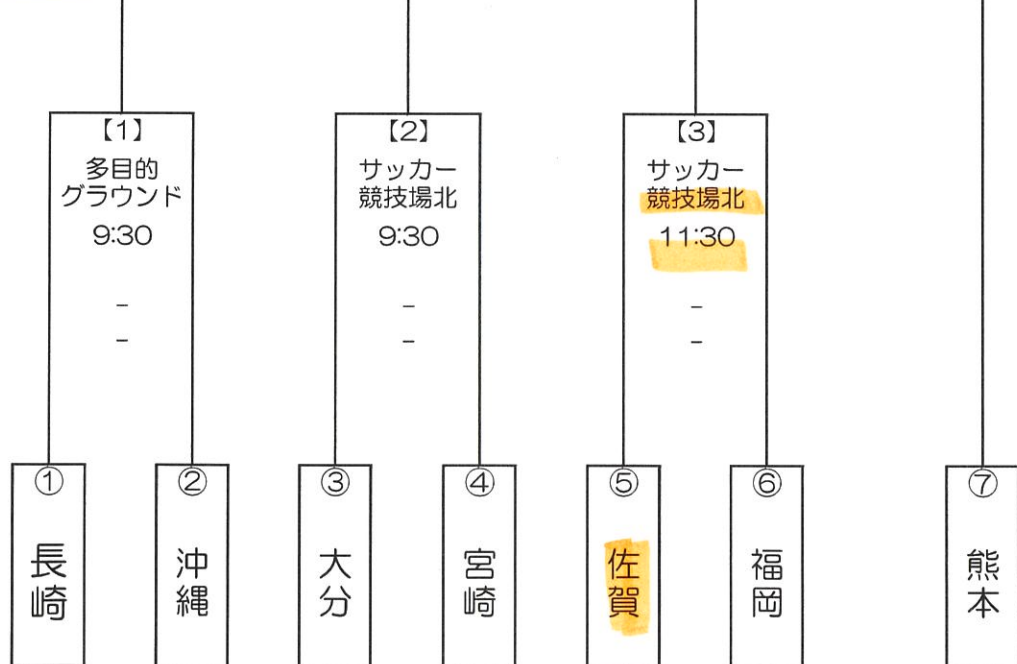 【1】
多目的
グラウンド
9:30
-
-
【2】
サッカー
競技場北
9:30
-
-
【3】
サッカー
競技場北
11:30
-
-
①
長崎
②
沖縄
③
大分
④
宮崎
⑤
佐賀
⑥
福岡
⑦
熊本